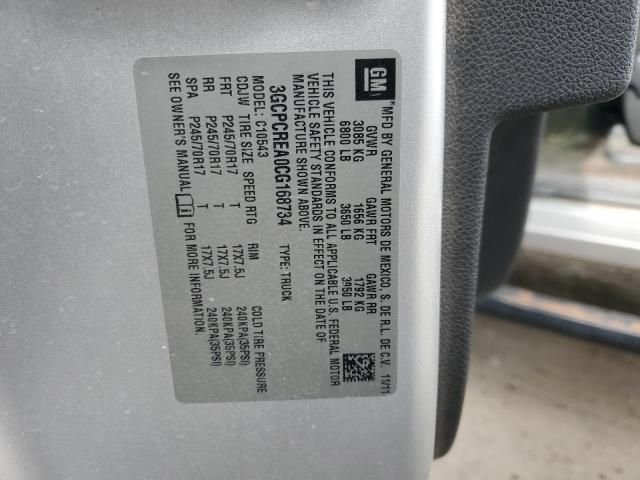 GM
MFD BY GENERAL MOTORS DE MEXICO, S. DE R.L. DE C.V. 11/11
GVWR GAWR FRT GAWR RR
3085 KG 1656 KG 1792 KG
6800 LB 3650 LB 3950 LB
THIS VEHICLE CONFORMS TO ALL APPLICABLE U.S. FEDERAL MOTOR
VEHICLE SAFETY STANDARDS IN EFFECT ON THE DATE OF
MANUFACTURE SHOWN ABOVE.
3GCPCREA0CG168734 TYPE: TRUCK
MODEL: C10543
CDJW TIRE SIZE SPEED RTG RIM COLD TIRE PRESSURE
FRT P245/70R17 T 17X7.5J 240KPA(35PSI)
RR P245/70R17 T 17X7.5J 240KPA(35PSI)
SPA P245/70R17 T 17X7.5J 240KPA(35PSI)
SEE OWNER'S MANUAL FOR MORE INFORMATION.